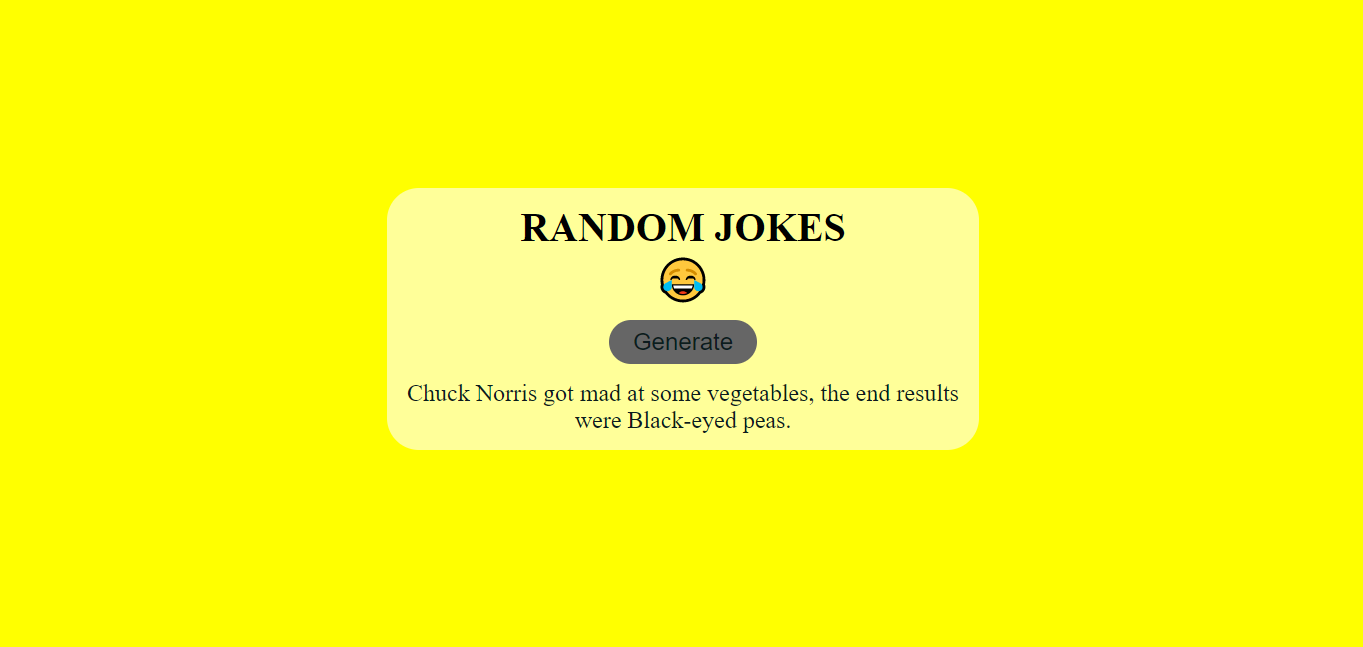 RANDOM JOKES
Generate
Chuck Norris got mad at some vegetables, the end results
were Black-eyed peas.